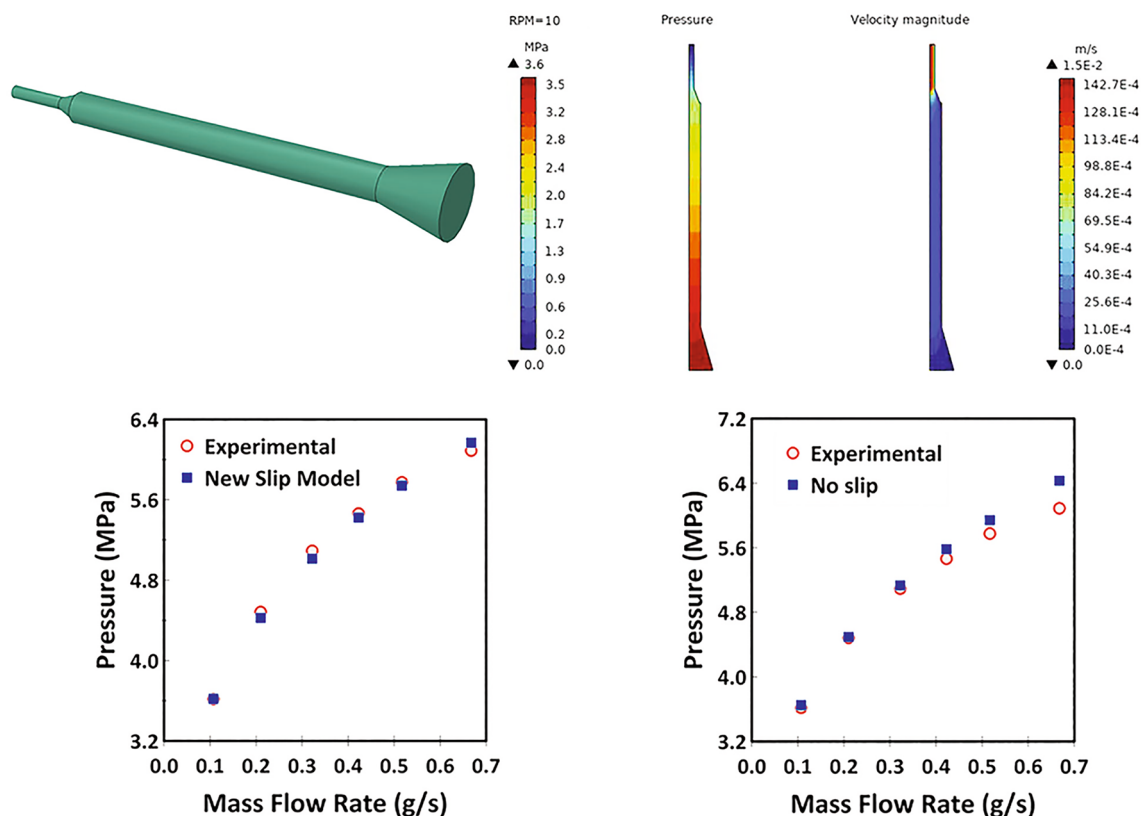 RPM=10
Pressure
Velocity magnitude
MPa
▲ 3.6
3.5
3.2
2.8
2.4
2.0
1.7
1.3
0.9
0.6
0.2
0.0
▼ 0.0
m/s
▲ 1.5E-2
142.7E-4
128.1E-4
113.4E-4
98.8E-4
84.2E-4
69.5E-4
54.9E-4
40.3E-4
25.6E-4
11.0E-4
0.0E-4
▼ 0.0
6.4
5.6
4.8
4.0
3.2
Pressure (MPa)
Experimental
New Slip Model
0.0 0.1 0.2 0.3 0.4 0.5 0.6 0.7
Mass Flow Rate (g/s)
7.2
6.4
5.6
4.8
4.0
3.2
Pressure (MPa)
Experimental
No slip
0.0 0.1 0.2 0.3 0.4 0.5 0.6 0.7
Mass Flow Rate (g/s)